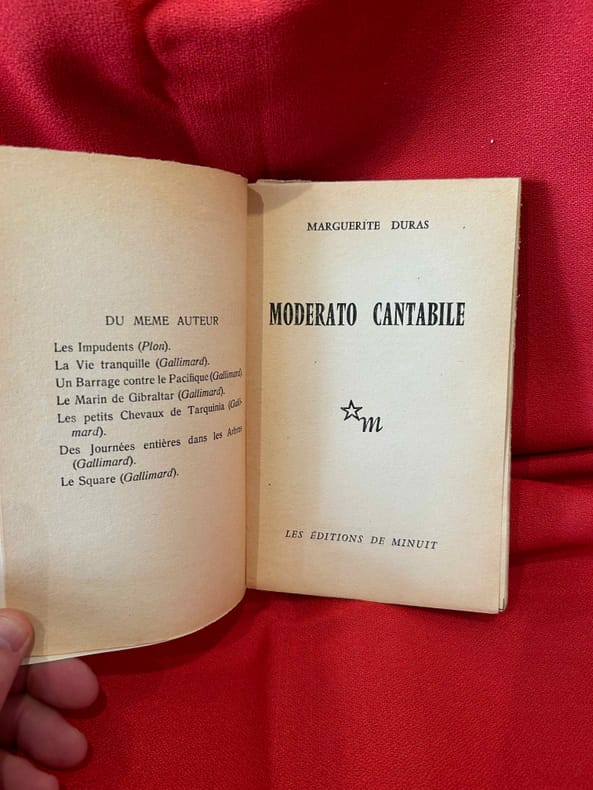 DU MEME AUTEUR
Les Impudents (Plon).
La Vie tranquille (Gallimard).
Un Barrage contre le Pacifique (Gallimard)
Le Marin de Gibraltar (Gallimard).
Les petits Chevaux de Tarquinia (Galli-
mard).
Des Journées entières dans les Arbres
(Gallimard).
Le Square (Gallimard).
MARGUERITE DURAS
MODERATO CANTABILE
m
LES ÉDITIONS DE MINUIT